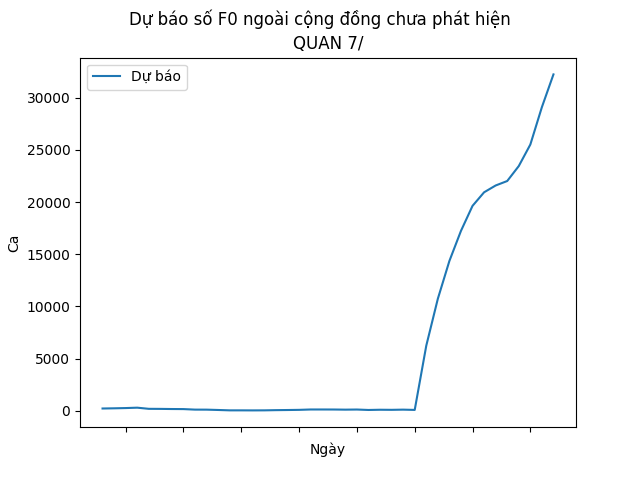 Dự báo số F0 ngoài cộng đồng chưa phát hiện
QUAN 7/
Dự báo
30000
25000
20000
15000
10000
5000
0
Ca
Ngày